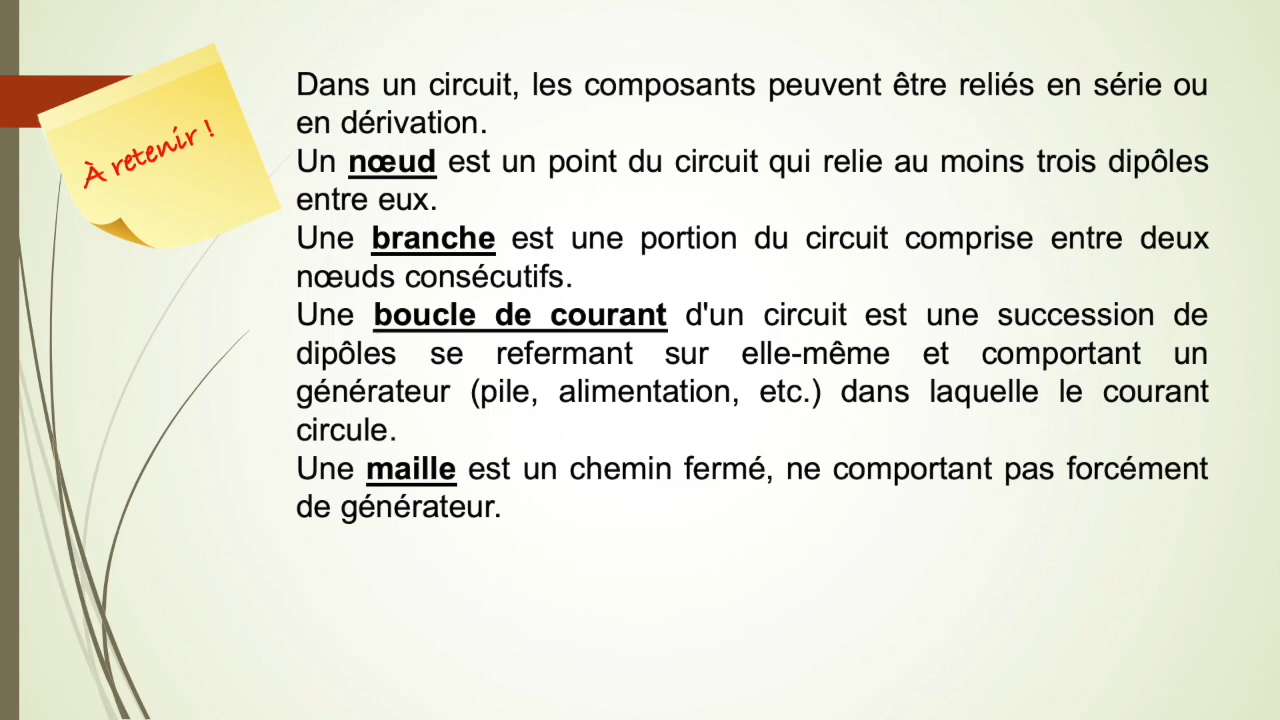 À retenir !
Dans un circuit, les composants peuvent être reliés en série ou
en dérivation.
Un nœud est un point du circuit qui relie au moins trois dipôles
entre eux.
Une branche est une portion du circuit comprise entre deux
nœuds consécutifs.
Une boucle de courant d'un circuit est une succession de
dipôles se refermant sur elle-même et comportant un
générateur (pile, alimentation, etc.) dans laquelle le courant
circule.
Une maille est un chemin fermé, ne comportant pas forcément
de générateur.